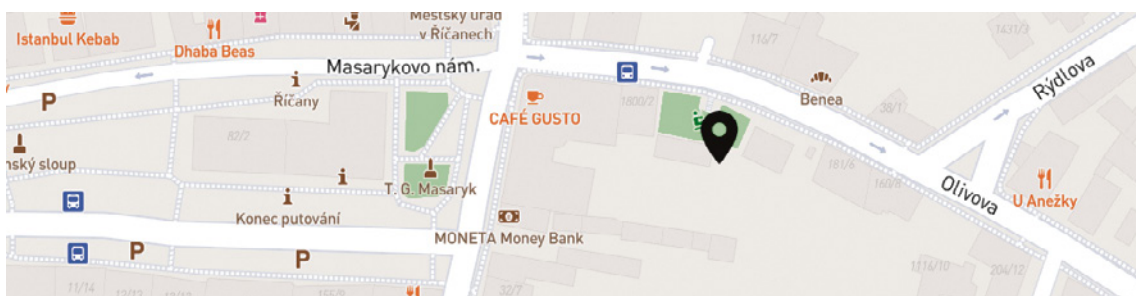 Istanbul Kebab
Dhaba Beas
Městský úřad
v Říčanech
Masarykovo nám.
Říčany
P
CAFÉ GUSTO
1800/2
116/7
Benea
38/1
1431/3
Rýdlova
82/7
nský sloup
T. G. Masaryk
Konec putování
MONETA Money Bank
181/6
160/8
Olivova
U Anežky
P
P
11/14
155/9
32/7
1116/10
204/12